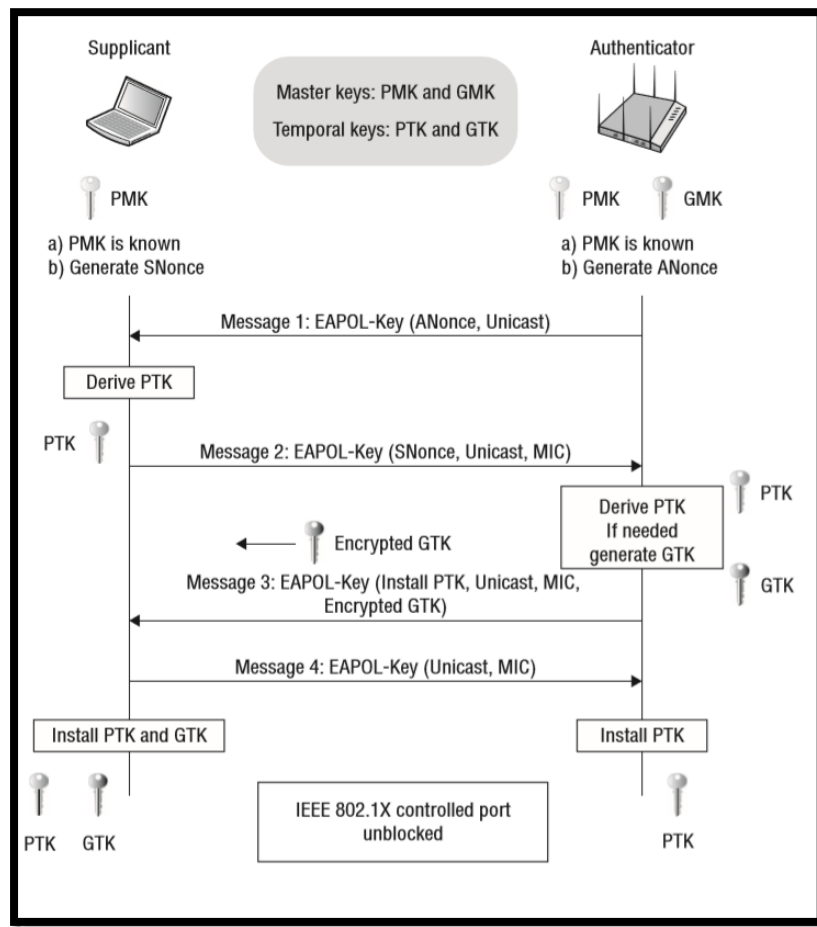 Supplicant
Authenticator
Master keys: PMK and GMK
Temporal keys: PTK and GTK
PMK
PMK
GMK
a) PMK is known
b) Generate SNonce
a) PMK is known
b) Generate ANonce
Message 1: EAPOL-Key (ANonce, Unicast)
Derive PTK
PTK
Message 2: EAPOL-Key (SNonce, Unicast, MIC)
Derive PTK
If needed
generate GTK
PTK
GTK
Encrypted GTK
Message 3: EAPOL-Key (Install PTK, Unicast, MIC,
Encrypted GTK)
Message 4: EAPOL-Key (Unicast, MIC)
Install PTK and GTK
Install PTK
PTK
GTK
IEEE 802.1X controlled port
unblocked
PTK